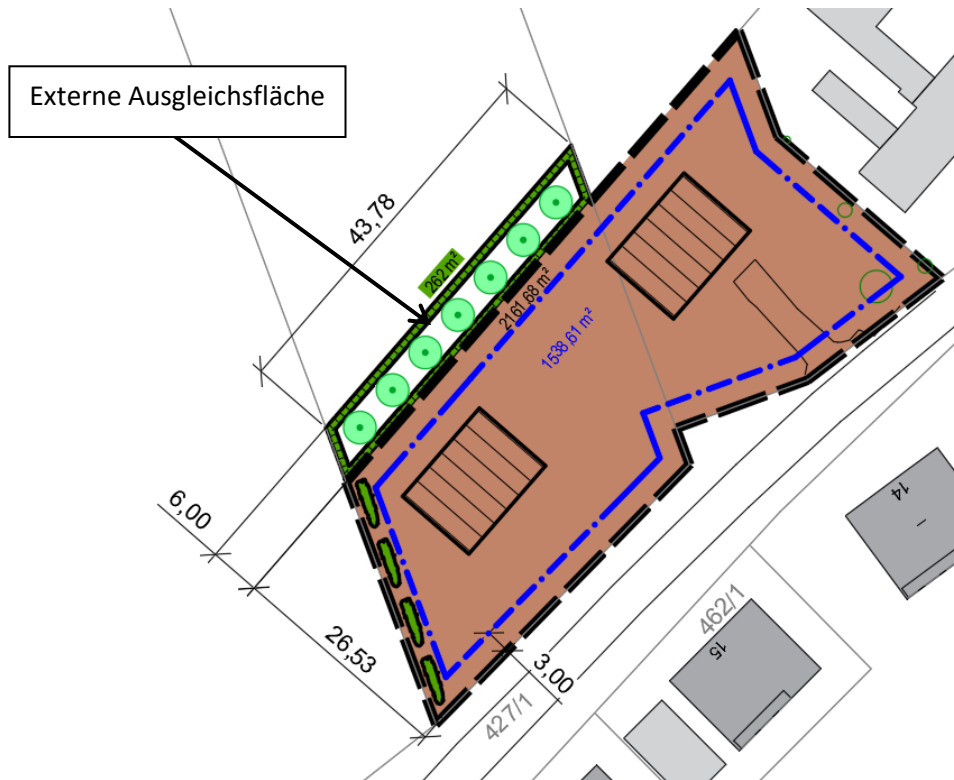 Externe Ausgleichsfläche
43,78
262 m²
2161,68 m²
1538,61 m²
6,00
26,53
3,00
427/1
462/1
14
15